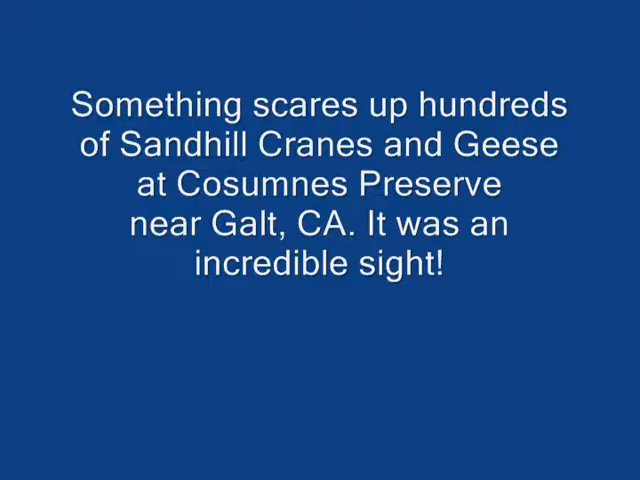 Something scares up hundreds
of Sandhill Cranes and Geese
at Cosumnes Preserve
near Galt, CA. It was an
incredible sight!